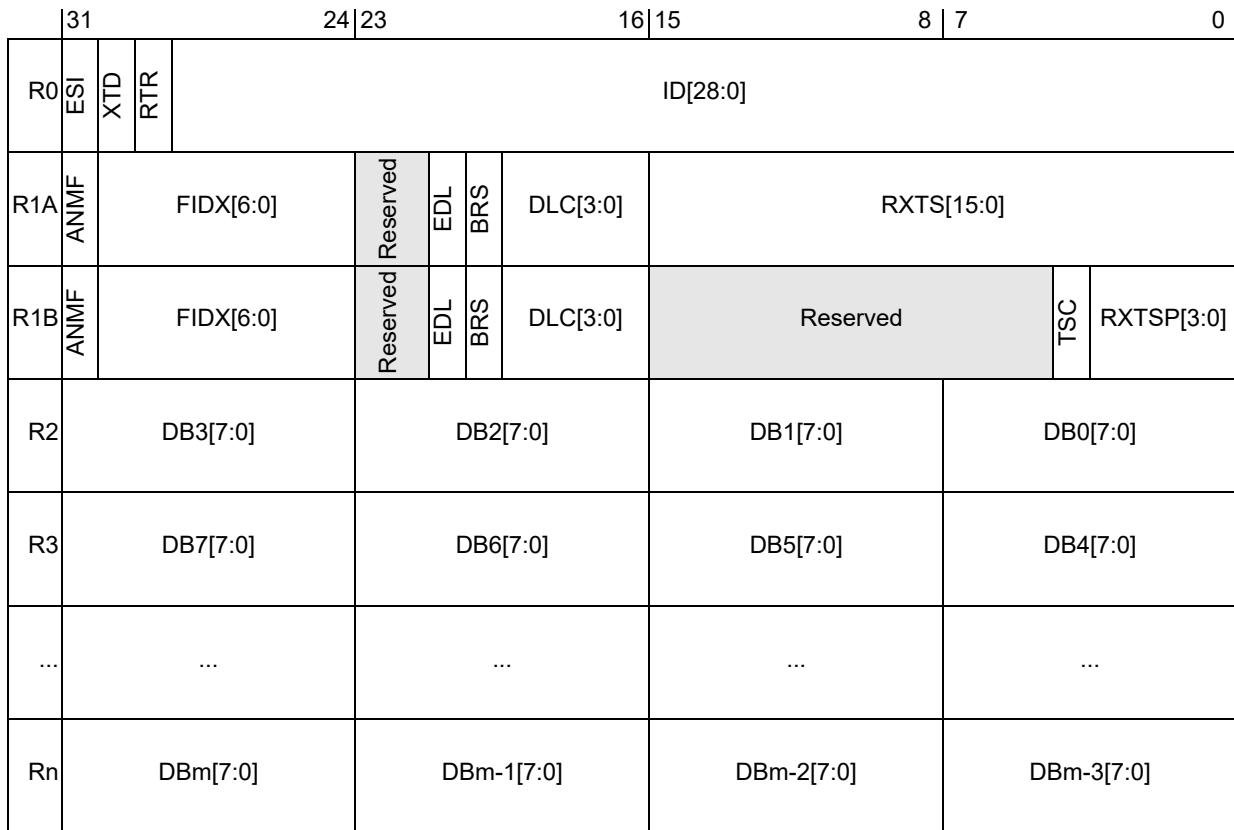 31 24 23 16 15 8 7 0
R0 ESI XTD RTR ID[28:0]
R1A ANMF FIDX[6:0] Reserved EDL BRS DLC[3:0] RXTS[15:0]
R1B ANMF FIDX[6:0] Reserved EDL BRS DLC[3:0] Reserved TSC RXTSP[3:0]
R2 DB3[7:0] DB2[7:0] DB1[7:0] DB0[7:0]
R3 DB7[7:0] DB6[7:0] DB5[7:0] DB4[7:0]
... ... ... ... ...
Rn DBm[7:0] DBm-1[7:0] DBm-2[7:0] DBm-3[7:0]